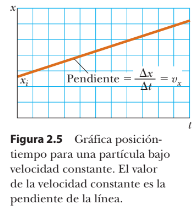 x
x_i
Pendiente = Δx/Δt = v_x
t
Figura 2.5 Gráfica posición-
tiempo para una partícula bajo
velocidad constante. El valor
de la velocidad constante es la
pendiente de la línea.